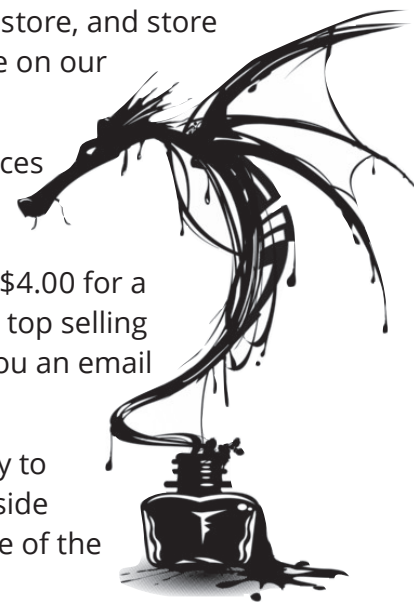 store, and store
e on our
ces
$4.00 for a
top selling
ou an email
y to
side
e of the